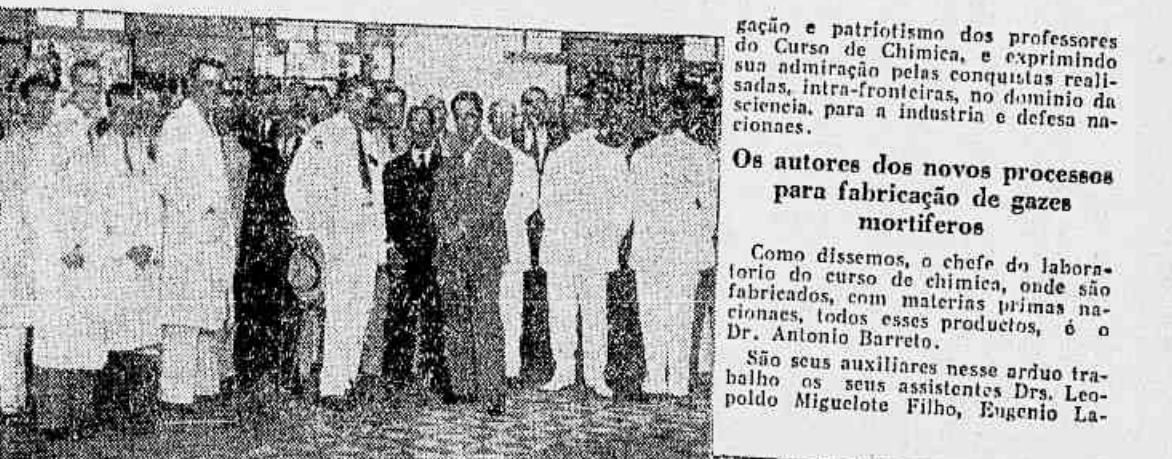 gação e patriotismo dos professores
do Curso de Chimica, e exprimindo
sua admiração pelas conquistas reali-
sadas, intra-fronteiras, no dominio da
sciencia, para a industria e defesa na-
cionaes.
Os autores dos novos processos
para fabricação de gazes
mortiferos
Como dissemos, o chefe do labora-
torio do curso de chimica, onde são
fabricados, com materias primas na-
cionaes, todos esses productos, é o
Dr. Antonio Barreto.
São seus auxiliares nesse arduo tra-
balho os seus assistentes Drs. Leo-
poldo Miguelote Filho, Eugenio La-